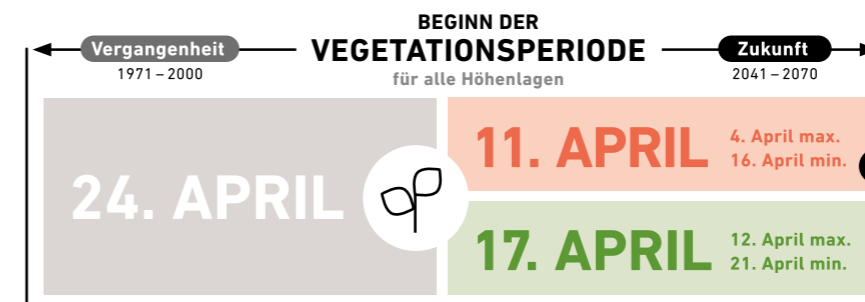 BEGINN DER
Vergangenheit VEGETATIONSPERIODE Zukunft
1971 – 2000 für alle Höhenlagen 2041 – 2070
24. APRIL
11. APRIL
4. April max.
16. April min.
17. APRIL
12. April max.
21. April min.